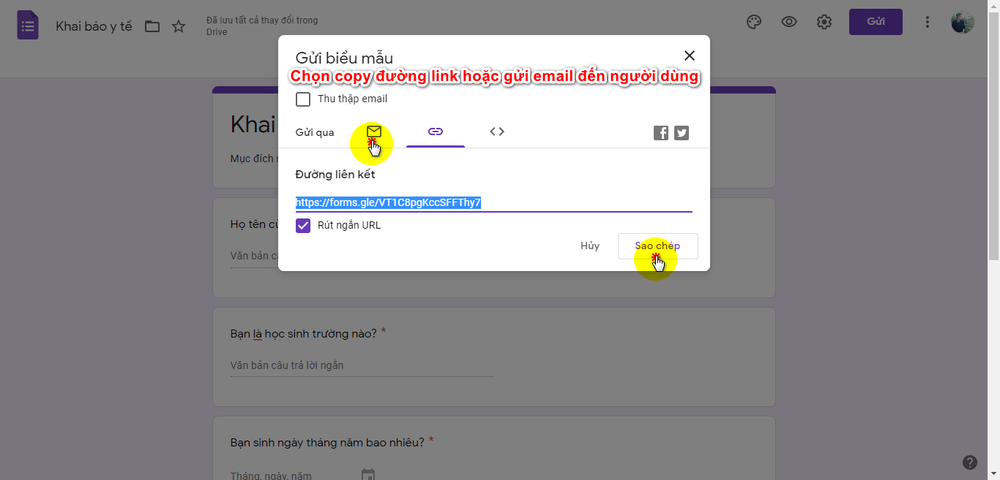 Khai báo y tế
Đã lưu tất cả thay đổi trong
Drive
Gửi
Gửi biểu mẫu
Chọn copy đường link hoặc gửi email đến người dùng
Thu thập email
Khai
Gửi qua
Mục đích
Đường liên kết
https://forms.gle/VT1C8pgKccSFFThy7
Họ tên củ
Rút ngắn URL
Hủy
Sao chép
Văn bản câ
Bạn là học sinh trường nào? *
Văn bản câu trả lời ngắn
Bạn sinh ngày tháng năm bao nhiêu? *
Tháng, ngày, năm